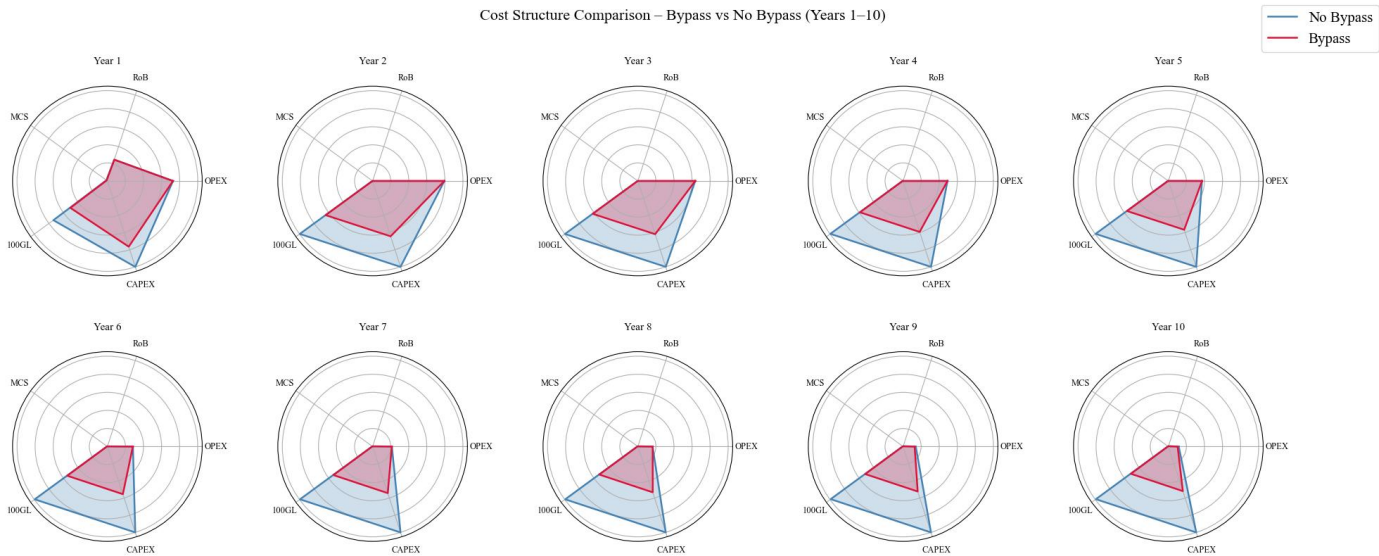 Cost Structure Comparison – Bypass vs No Bypass (Years 1–10)
No Bypass
Bypass
Year 1
RoB
MCS
OPEX
100GL
CAPEX
Year 2
RoB
MCS
OPEX
100GL
CAPEX
Year 3
RoB
MCS
OPEX
100GL
CAPEX
Year 4
RoB
MCS
OPEX
100GL
CAPEX
Year 5
RoB
MCS
OPEX
100GL
CAPEX
Year 6
RoB
MCS
OPEX
100GL
CAPEX
Year 7
RoB
MCS
OPEX
100GL
CAPEX
Year 8
RoB
MCS
OPEX
100GL
CAPEX
Year 9
RoB
MCS
OPEX
100GL
CAPEX
Year 10
RoB
MCS
OPEX
100GL
CAPEX